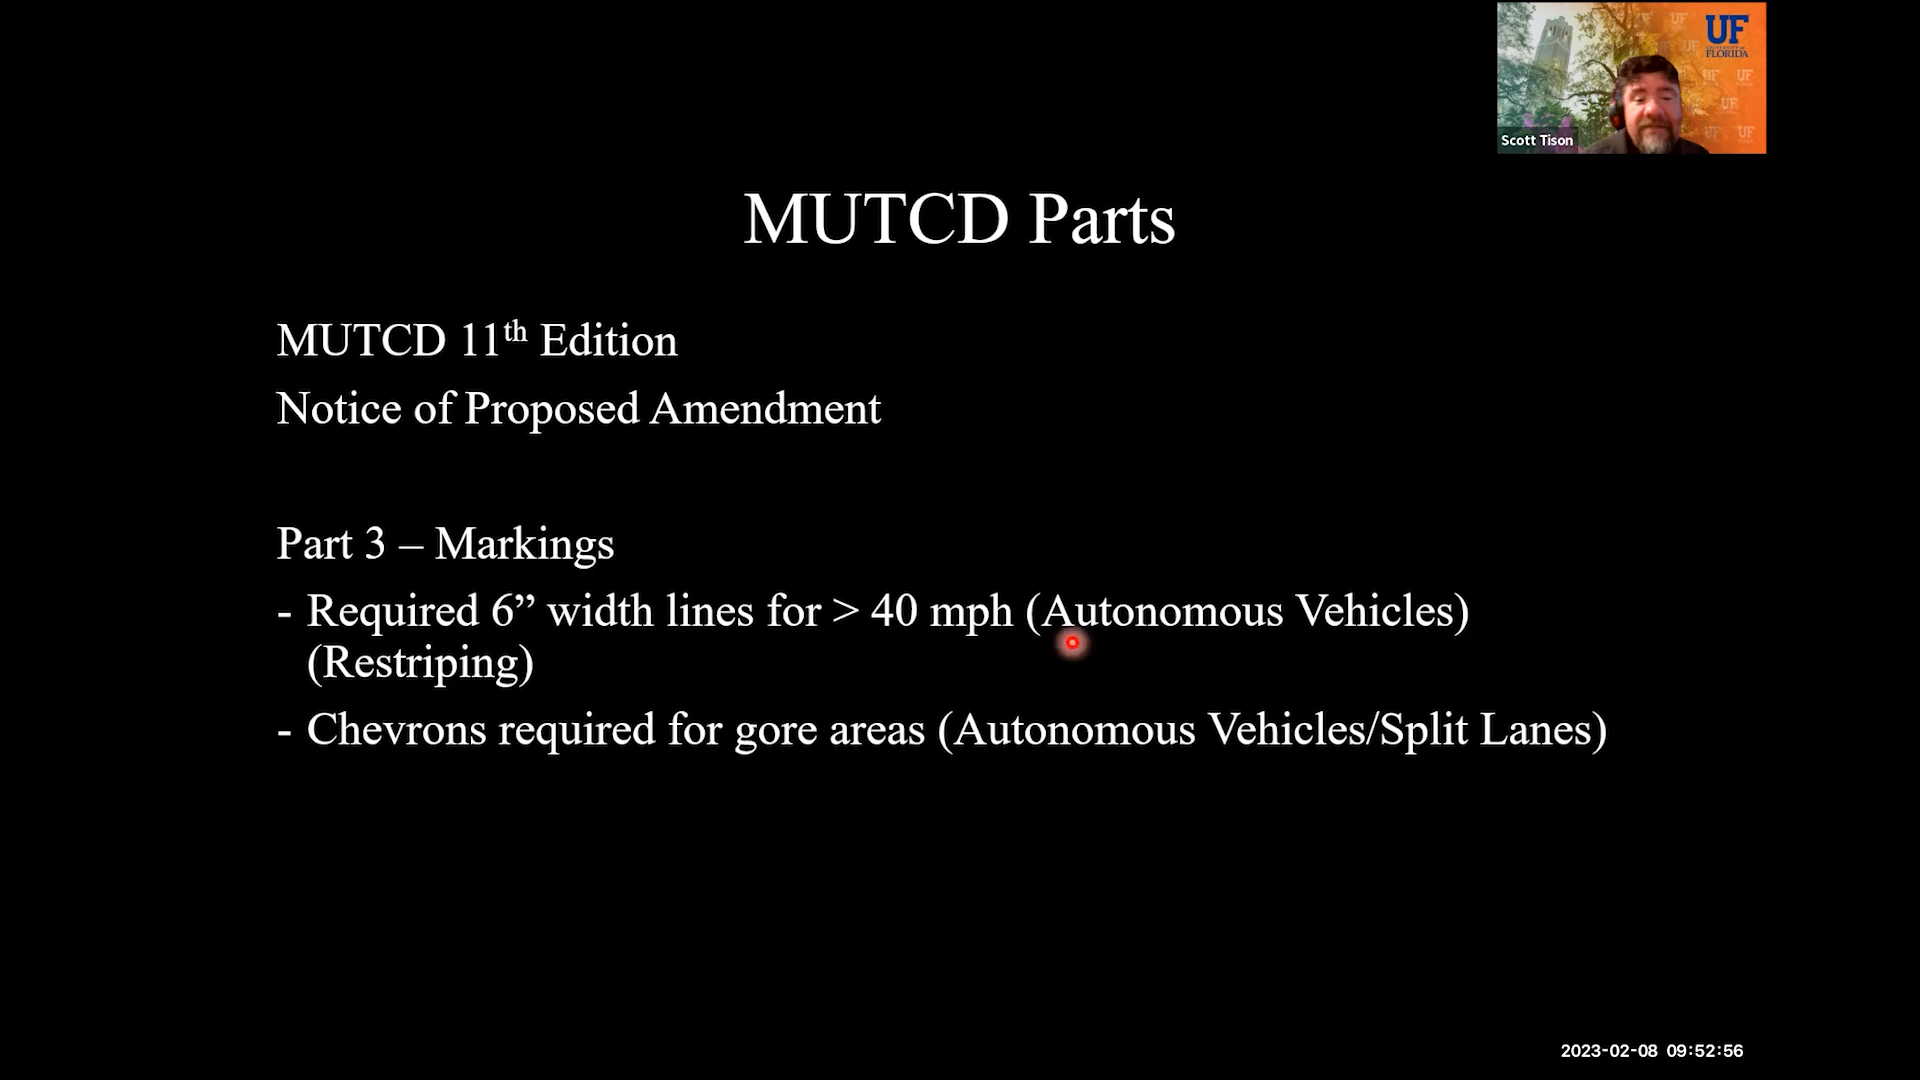 UF
UNIVERSITY of
FLORIDA
Scott Tison
MUTCD Parts
MUTCD 11th Edition
Notice of Proposed Amendment
Part 3 – Markings
- Required 6” width lines for > 40 mph (Autonomous Vehicles)
(Restriping)
- Chevrons required for gore areas (Autonomous Vehicles/Split Lanes)
2023-02-08 09:52:56